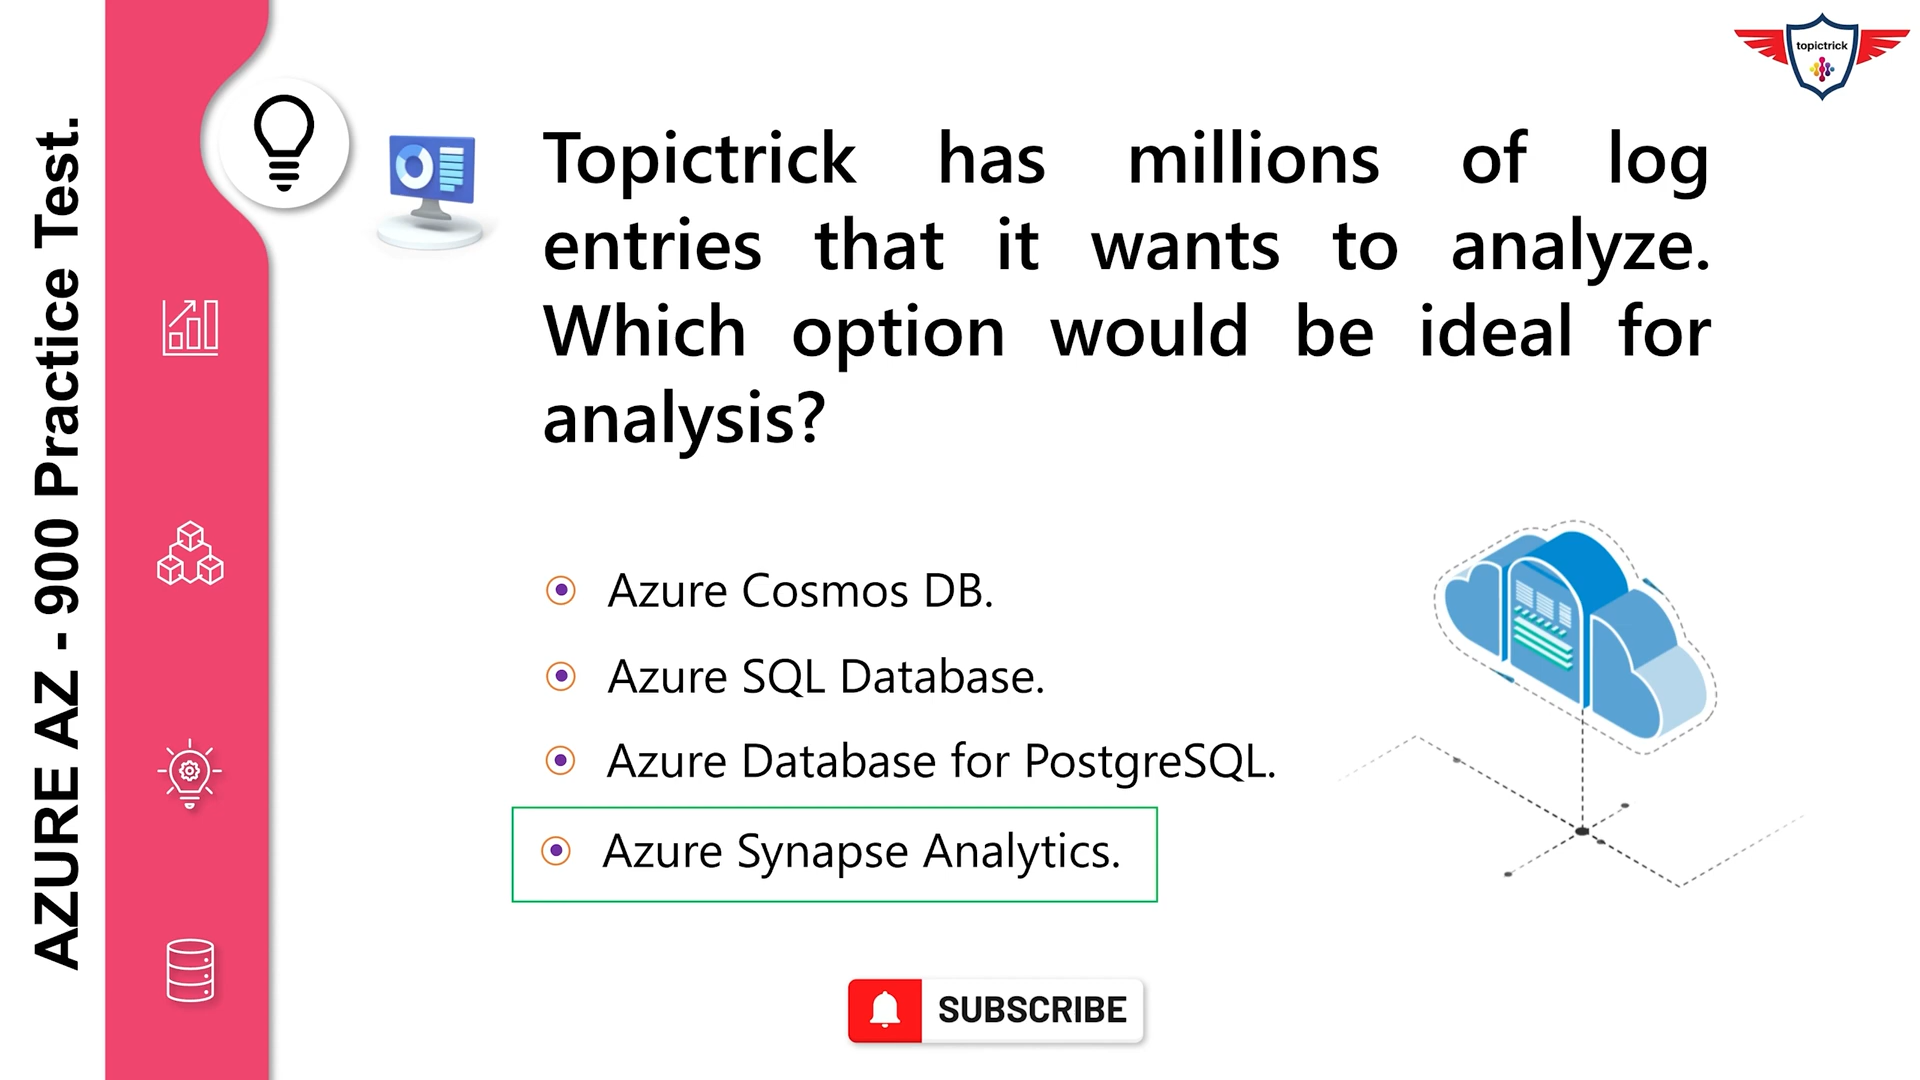 AZURE AZ - 900 Practice Test.
topictrick
Topictrick has millions of log
entries that it wants to analyze.
Which option would be ideal for
analysis?
Azure Cosmos DB.
Azure SQL Database.
Azure Database for PostgreSQL.
Azure Synapse Analytics.
SUBSCRIBE